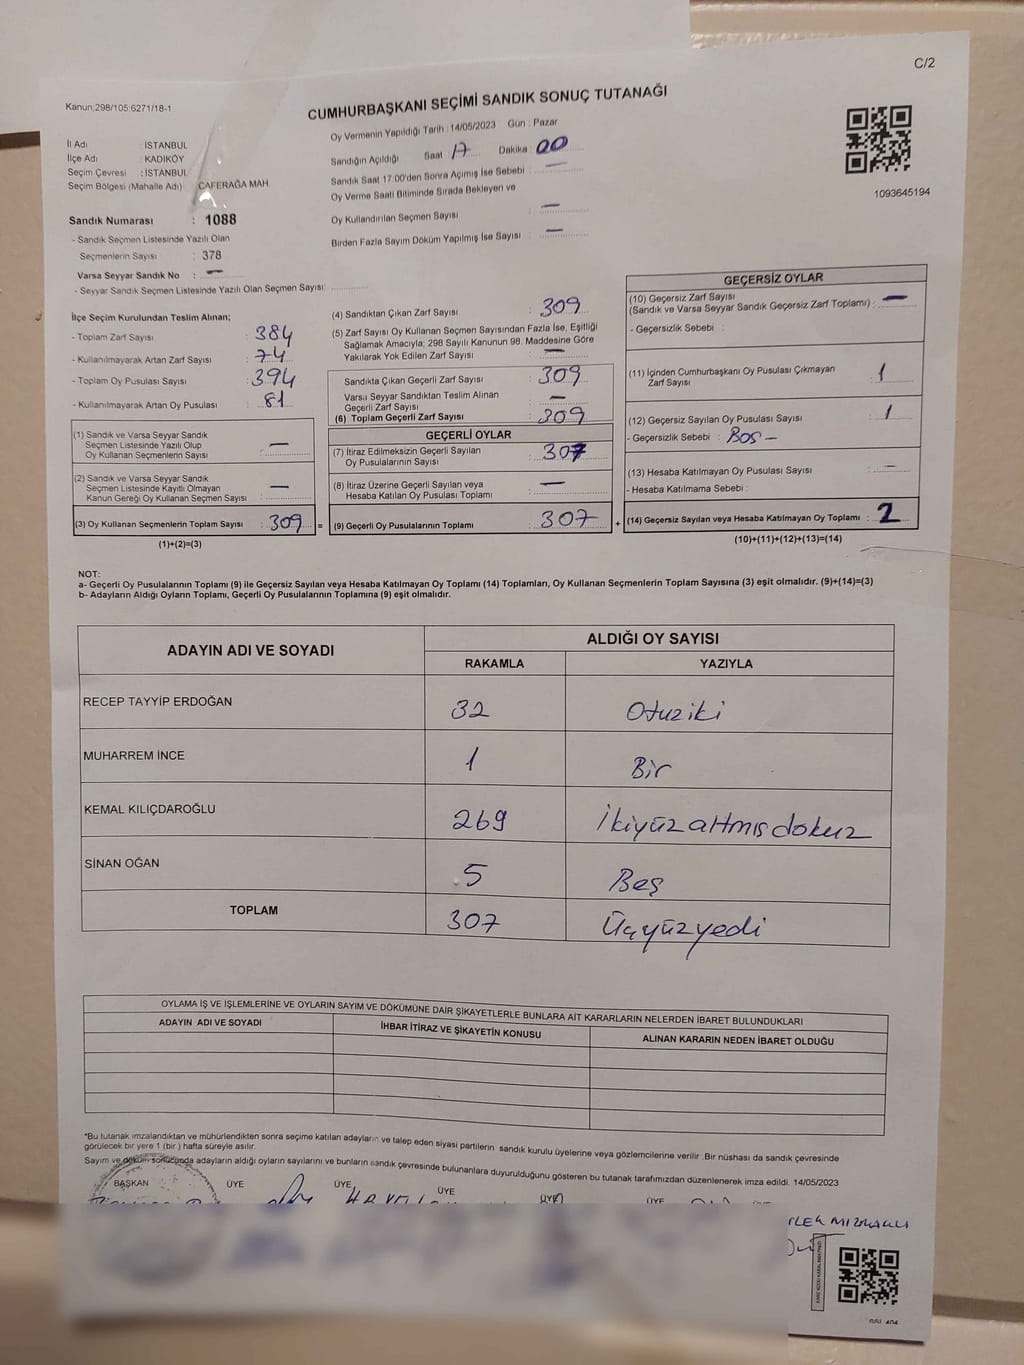 C/2
Kanun;298/105;6271/18-1
CUMHURBAŞKANI SEÇİMİ SANDIK SONUÇ TUTANAĞI
Oy Vermenin Yapıldığı Tarih : 14/05/2023 Gün : Pazar
İl Adı İSTANBUL
İlçe Adı KADIKÖY
Seçim Çevresi : İSTANBUL
Seçim Bölgesi (Mahalle Adı) CAFERAĞA MAH.
Sandığın Açıldığı Saat 17 Dakika : 00
Sandık Saat 17.00'den Sonra Açımış İse Sebebi : —
Oy Verme Saati Bitiminde Sırada Bekleyen ve
Oy Kullandırılan Seçmen Sayısı : —
Birden Fazla Sayım Döküm Yapılmış İse Sayısı : —
1093645194
Sandık Numarası : 1088
- Sandık Seçmen Listesinde Yazılı Olan
Seçmenlerin Sayısı : 378
Varsa Seyyar Sandık No : —
- Seyyar Sandık Seçmen Listesinde Yazılı Olan Seçmen Sayısı:
İlçe Seçim Kurulundan Teslim Alınan;
- Toplam Zarf Sayısı : 384
- Kullanılmayarak Artan Zarf Sayısı : 74
- Toplam Oy Pusulası Sayısı : 394
- Kullanılmayarak Artan Oy Pusulası : 81
(1) Sandık ve Varsa Seyyar Sandık
Seçmen Listesinde Yazılı Olup
Oy Kullanan Seçmenlerin Sayısı : —
(2) Sandık ve Varsa Seyyar Sandık
Seçmen Listesinde Kayıtlı Olmayan
Kanun Gereği Oy Kullanan Seçmen Sayısı : —
(3) Oy Kullanan Seçmenlerin Toplam Sayısı : 309 =
(1)+(2)=(3)
(4) Sandıktan Çıkan Zarf Sayısı : 309
(5) Zarf Sayısı Oy Kullanan Seçmen Sayısından Fazla İse, Eşitliği
Sağlamak Amacıyla; 298 Sayılı Kanunun 98. Maddesine Göre
Yakılarak Yok Edilen Zarf Sayısı : —
Sandıkta Çıkan Geçerli Zarf Sayısı : 309
Varsa Seyyar Sandıktan Teslim Alınan
Geçerli Zarf Sayısı : —
(6) Toplam Geçerli Zarf Sayısı : 309
GEÇERLİ OYLAR
(7) İtiraz Edilmeksizin Geçerli Sayılan
Oy Pusulalarının Sayısı : 307
(8) İtiraz Üzerine Geçerli Sayılan veya
Hesaba Katılan Oy Pusulası Toplamı : —
(9) Geçerli Oy Pusulalarının Toplamı : 307 +
GEÇERSİZ OYLAR
(10) Geçersiz Zarf Sayısı
(Sandık ve Varsa Seyyar Sandık Geçersiz Zarf Toplamı) : —
- Geçersizlik Sebebi :
(11) İçinden Cumhurbaşkanı Oy Pusulası Çıkmayan
Zarf Sayısı : 1
(12) Geçersiz Sayılan Oy Pusulası Sayısı : 1
- Geçersizlik Sebebi : Boş —
(13) Hesaba Katılmayan Oy Pusulası Sayısı : —
- Hesaba Katılmama Sebebi :
(14) Geçersiz Sayılan veya Hesaba Katılmayan Oy Toplamı : 2
(10)+(11)+(12)+(13)=(14)
NOT:
a- Geçerli Oy Pusulalarının Toplamı (9) ile Geçersiz Sayılan veya Hesaba Katılmayan Oy Toplamı (14) Toplamları, Oy Kullanan Seçmenlerin Toplam Sayısına (3) eşit olmalıdır. (9)+(14)=(3)
b- Adayların Aldığı Oyların Toplamı, Geçerli Oy Pusulalarının Toplamına (9) eşit olmalıdır.
ADAYIN ADI VE SOYADI ALDIĞI OY SAYISI
RAKAMLA YAZIYLA
RECEP TAYYİP ERDOĞAN 32 Otuziki
MUHARREM İNCE 1 Bir
KEMAL KILIÇDAROĞLU 269 İkiyüzaltmışdokuz
SİNAN OĞAN 5 Beş
TOPLAM 307 Üçyüzyedi
OYLAMA İŞ VE İŞLEMLERİNE VE OYLARIN SAYIM VE DÖKÜMÜNE DAİR ŞİKAYETLERLE BUNLARA AİT KARARLARIN NELERDEN İBARET BULUNDUKLARI
ADAYIN ADI VE SOYADI İHBAR İTİRAZ VE ŞİKAYETİN KONUSU ALINAN KARARIN NEDEN İBARET OLDUĞU
*Bu tutanak imzalandıktan ve mühürlendikten sonra seçime katılan adayların ve talep eden siyasi partilerin sandık kurulu üyelerine veya gözlemcilerine verilir .Bir nüshası da sandık çevresinde
görülecek bir yere 1 (bir ) hafta süreyle asılır.
Sayım ve döküm sonucunda adayların aldığı oyların sayılarını ve bunların sandık çevresinde bulunanlara duyurulduğunu gösteren bu tutanak tarafımızdan düzenlenerek imza edildi. 14/05/2023
BAŞKAN ÜYE ÜYE ÜYE ÜYE ÜYE